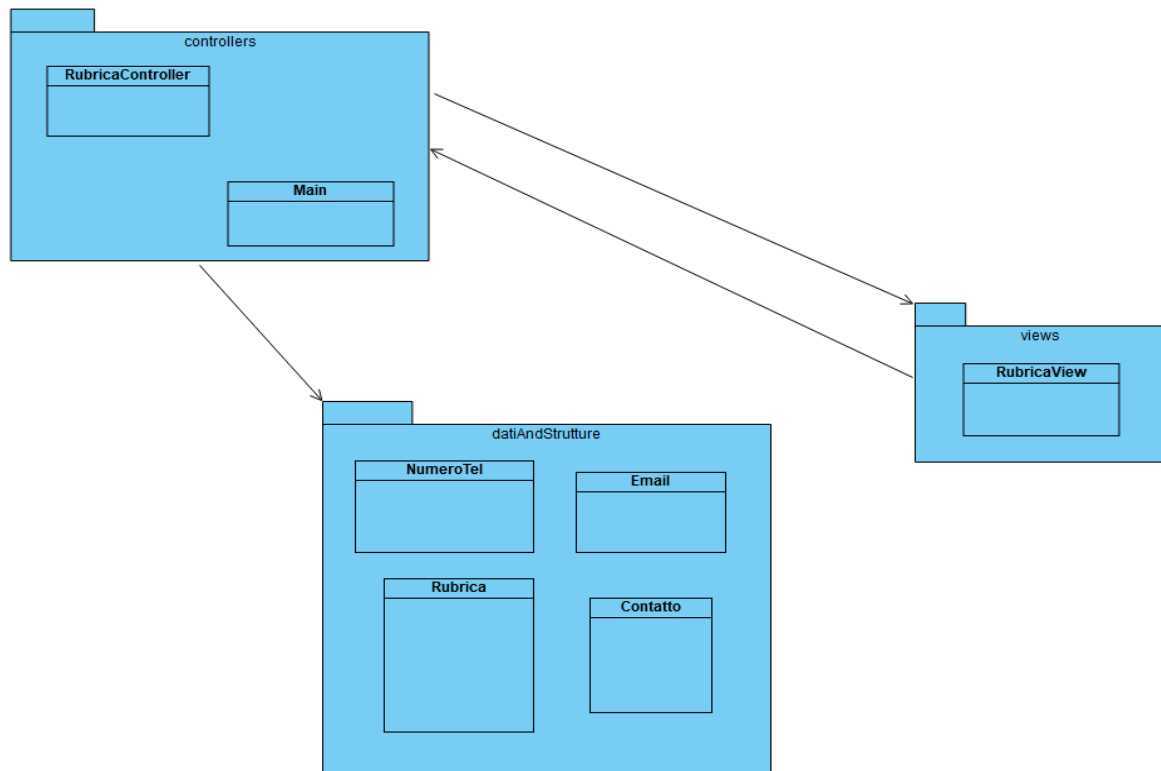 controllers
RubricaController
Main
views
RubricaView
datiAndStrutture
NumeroTel
Email
Rubrica
Contatto